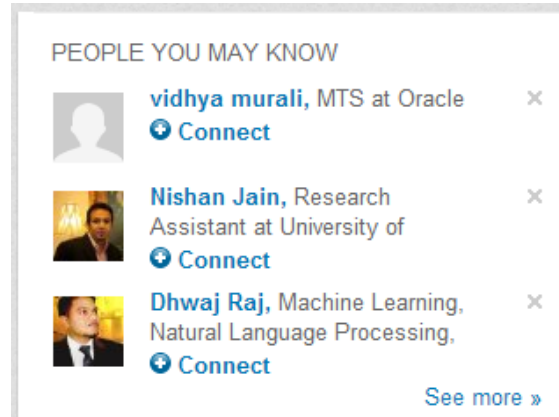 PEOPLE YOU MAY KNOW
vidhya murali, MTS at Oracle
Connect
Nishan Jain, Research
Assistant at University of
Connect
Dhwaj Raj, Machine Learning,
Natural Language Processing,
Connect
See more »